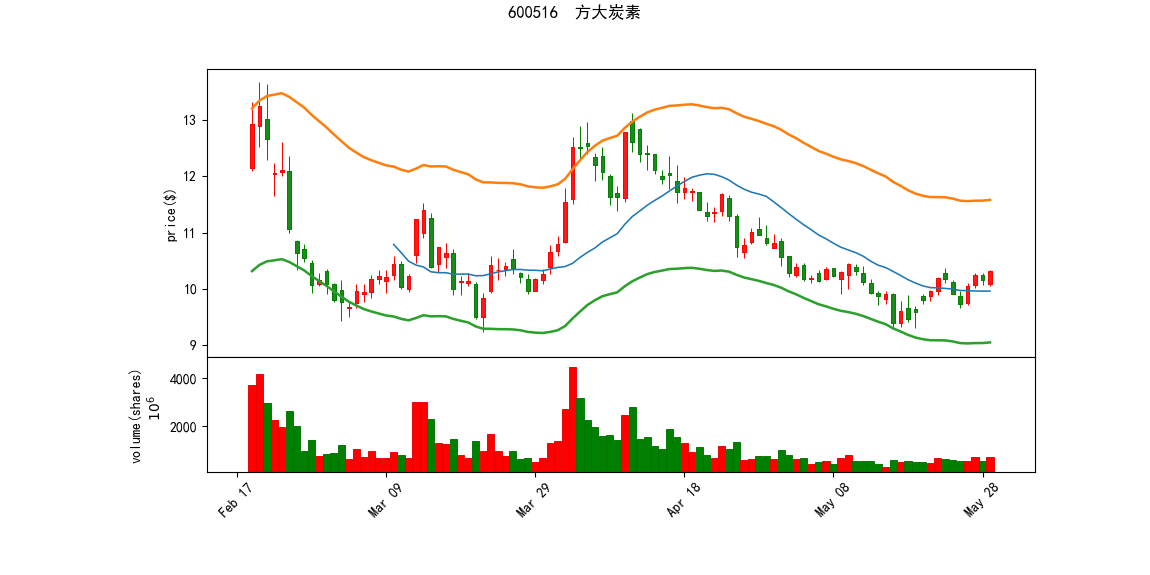 600516 方大炭素
price($)
13
12
11
10
9
volume(shares)
10^6
4000
2000
Feb 17
Mar 09
Mar 29
Apr 18
May 08
May 28